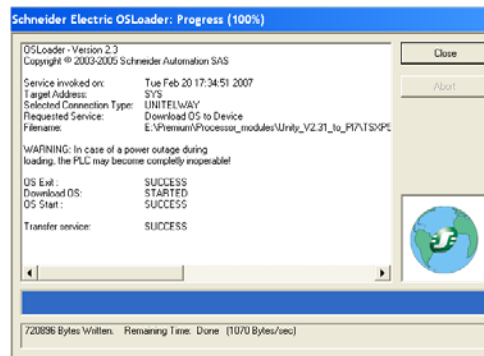 Schneider Electric OSLoader: Progress (100%)
OSLoader - Version 2.3
Copyright © 2003-2005 Schneider Automation SAS
Service invoked on: Tue Feb 20 17:34:51 2007
Target Address: SYS
Selected Connection Type: UNITELWAY
Requested Service: Download OS to Device
Filename: E:\Premium\Processor_modules\Unity_V2.31_to_Pl7\TSXP5
WARNING: In case of a power outage during
loading, the PLC may become completly inoperable!
OS Exit : SUCCESS
Download OS: STARTED
OS Start : SUCCESS
Transfer service: SUCCESS
Close
Abort
720896 Bytes Written. Remaining Time: Done (1070 Bytes/sec)